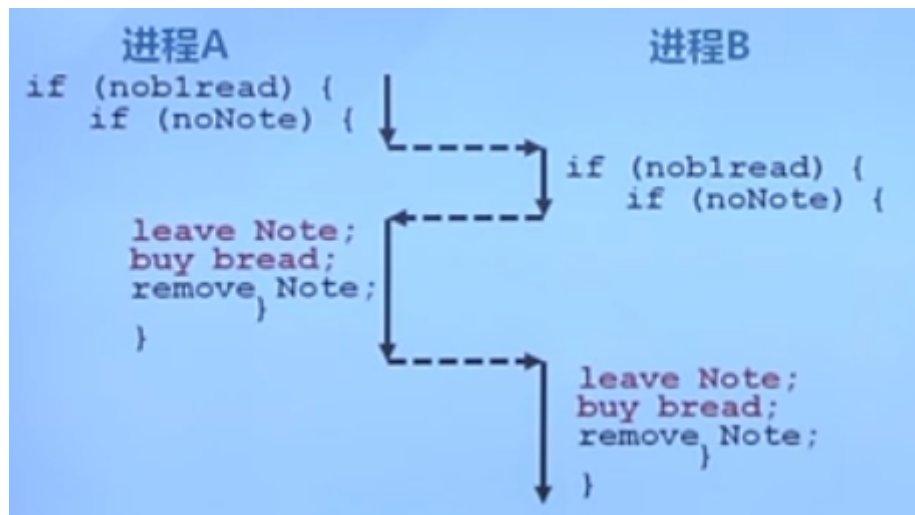 进程A
进程B
if (nob1read) {
if (noNote) {
if (nob1read) {
if (noNote) {
leave Note;
buy bread;
remove Note;
}
}
leave Note;
buy bread;
remove Note;
}
}